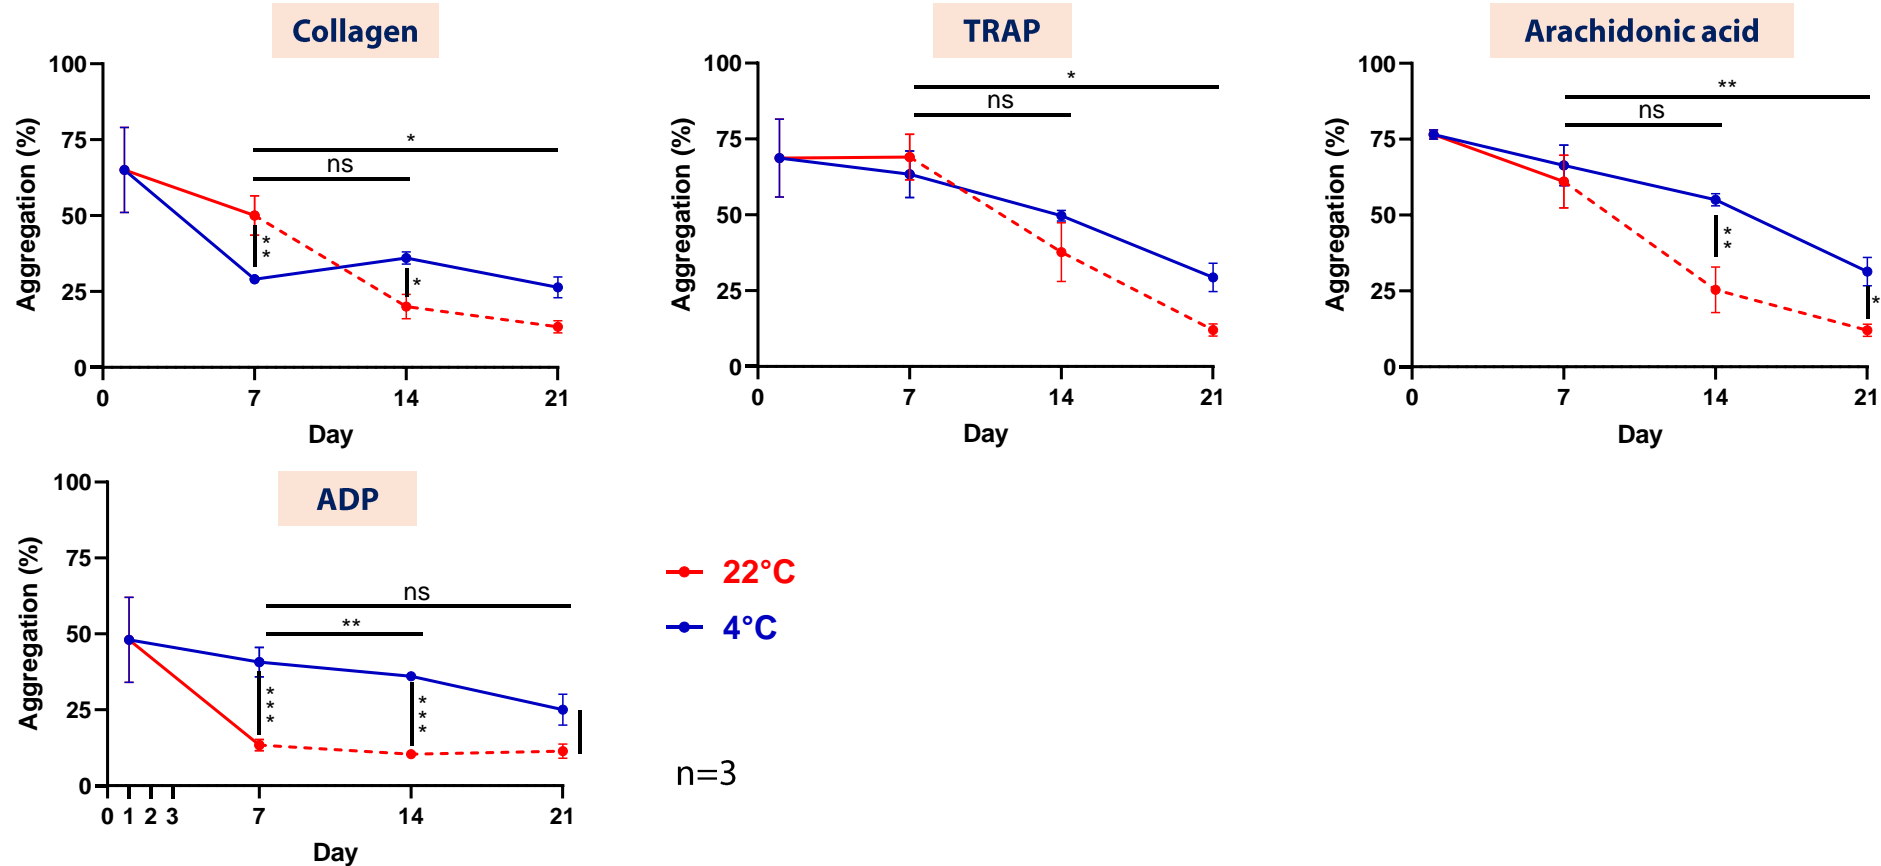 Collagen
100
75
50
25
0
Aggregation (%)
*
ns
**
*
0 7 14 21
Day
TRAP
100
75
50
25
0
Aggregation (%)
*
ns
0 7 14 21
Day
Arachidonic acid
100
75
50
25
0
Aggregation (%)
**
ns
**
*
0 7 14 21
Day
ADP
100
75
50
25
0
Aggregation (%)
ns
**
***
***
0 1 2 3 7 14 21
Day
22°C
4°C
n=3